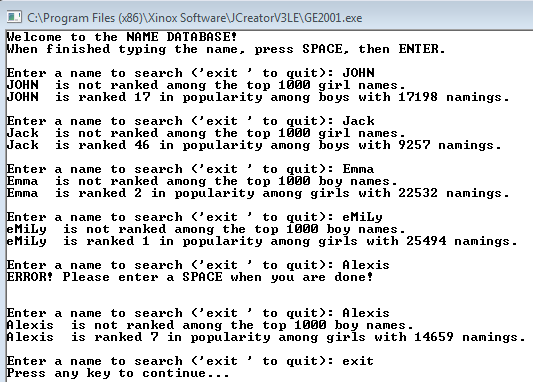 C:\Program Files (x86)\Xinox Software\JCreatorV3LE\GE2001.exe
Welcome to the NAME DATABASE!
When finished typing the name, press SPACE, then ENTER.
Enter a name to search ('exit ' to quit): JOHN
JOHN  is not ranked among the top 1000 girl names.
JOHN  is ranked 17 in popularity among boys with 17198 namings.
Enter a name to search ('exit ' to quit): Jack
Jack  is not ranked among the top 1000 girl names.
Jack  is ranked 46 in popularity among boys with 9257 namings.
Enter a name to search ('exit ' to quit): Emma
Emma  is not ranked among the top 1000 boy names.
Emma  is ranked 2 in popularity among girls with 22532 namings.
Enter a name to search ('exit ' to quit): eMiLy
eMiLy  is not ranked among the top 1000 boy names.
eMiLy  is ranked 1 in popularity among girls with 25494 namings.
Enter a name to search ('exit ' to quit): Alexis
ERROR! Please enter a SPACE when you are done!
Enter a name to search ('exit ' to quit): Alexis
Alexis  is not ranked among the top 1000 boy names.
Alexis  is ranked 7 in popularity among girls with 14659 namings.
Enter a name to search ('exit ' to quit): exit
Press any key to continue...